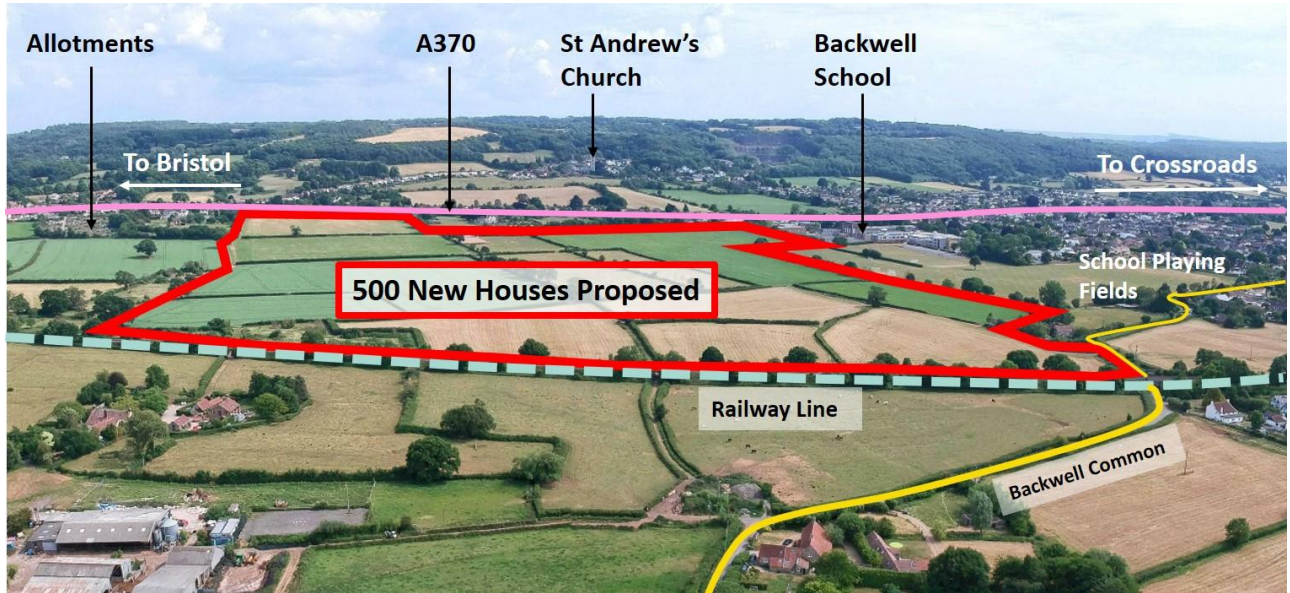 Allotments
A370
St Andrew’s
Church
Backwell
School
To Bristol
To Crossroads
500 New Houses Proposed
School Playing
Fields
Railway Line
Backwell Common